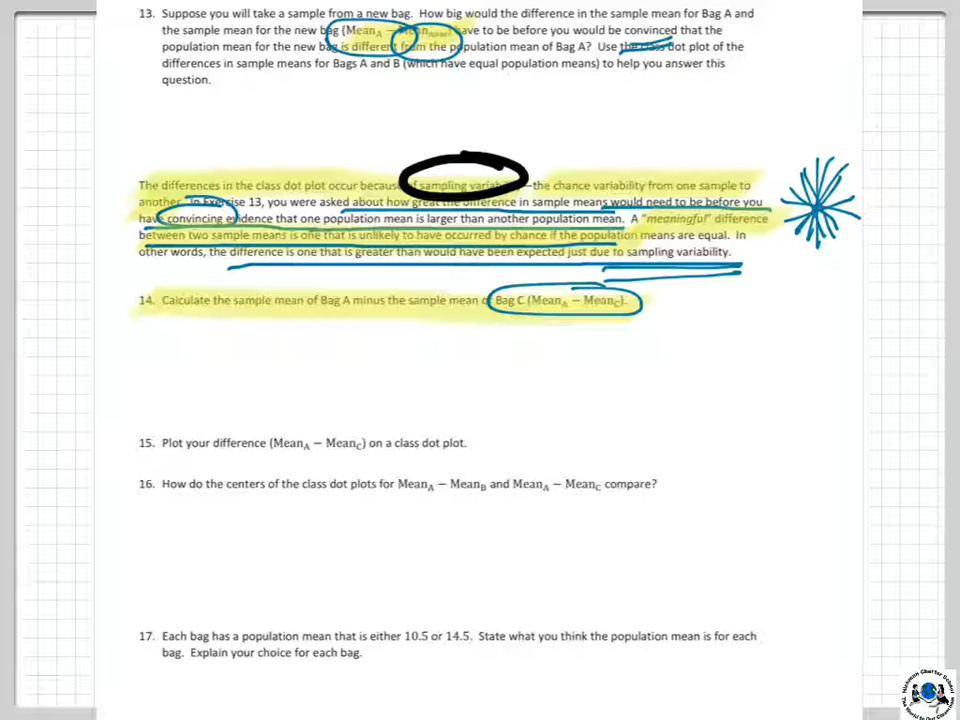 13. Suppose you will take a sample from a new bag. How big would the difference in the sample mean for Bag A and
the sample mean for the new bag (Mean_A – have to be before you would be convinced that the
population mean for the new bag is different from the population mean of Bag A? Use the class dot plot of the
differences in sample means for Bags A and B (which have equal population means) to help you answer this
question.
The differences in the class dot plot occur because of sampling variability—the chance variability from one sample to
another. In Exercise 13, you were asked about how great the difference in sample means would need to be before you
have convincing evidence that one population mean is larger than another population mean. A "meaningful" difference
between two sample means is one that is unlikely to have occurred by chance if the population means are equal. In
other words, the difference is one that is greater than would have been expected just due to sampling variability.
14. Calculate the sample mean of Bag A minus the sample mean of Bag C (Mean_A – Mean_C).
15. Plot your difference (Mean_A – Mean_C) on a class dot plot.
16. How do the centers of the class dot plots for Mean_A – Mean_B and Mean_A – Mean_C compare?
17. Each bag has a population mean that is either 10.5 or 14.5. State what you think the population mean is for each
bag. Explain your choice for each bag.